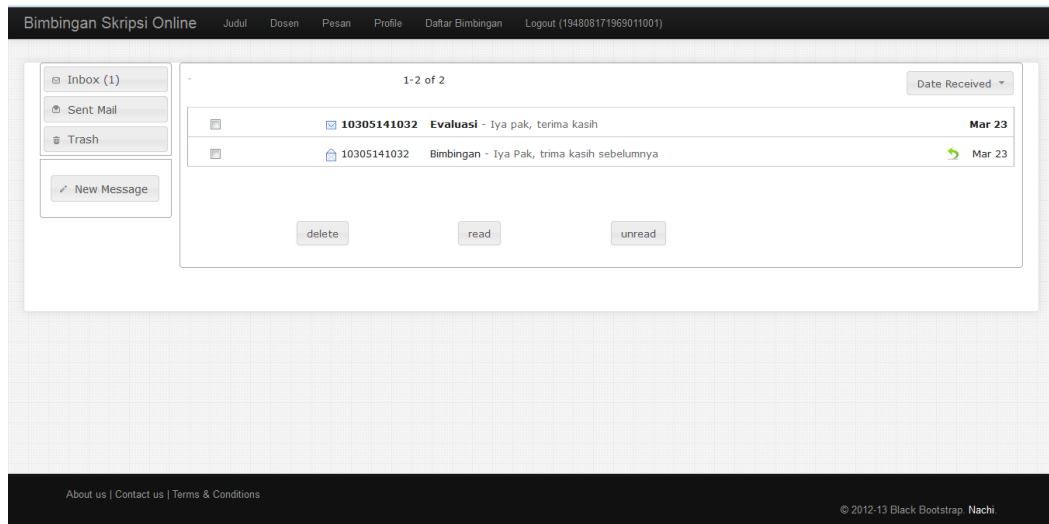 Bimbingan Skripsi Online Judul Dosen Pesan Profile Daftar Bimbingan Logout (194808171969011001)
Inbox (1)
Sent Mail
Trash
New Message
- 1-2 of 2 Date Received
10305141032 Evaluasi - Iya pak, terima kasih Mar 23
10305141032 Bimbingan - Iya Pak, trima kasih sebelumnya Mar 23
delete read unread
About us | Contact us | Terms & Conditions
© 2012-13 Black Bootstrap. Nachi.